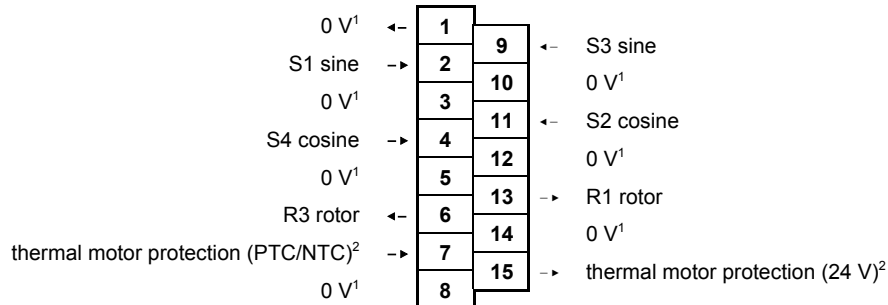 0 V¹ 1
9 S3 sine
S1 sine 2
10 0 V¹
0 V¹ 3
11 S2 cosine
S4 cosine 4
12 0 V¹
0 V¹ 5
13 R1 rotor
R3 rotor 6
14 0 V¹
thermal motor protection (PTC/NTC)² 7
15 thermal motor protection (24 V)²
0 V¹ 8